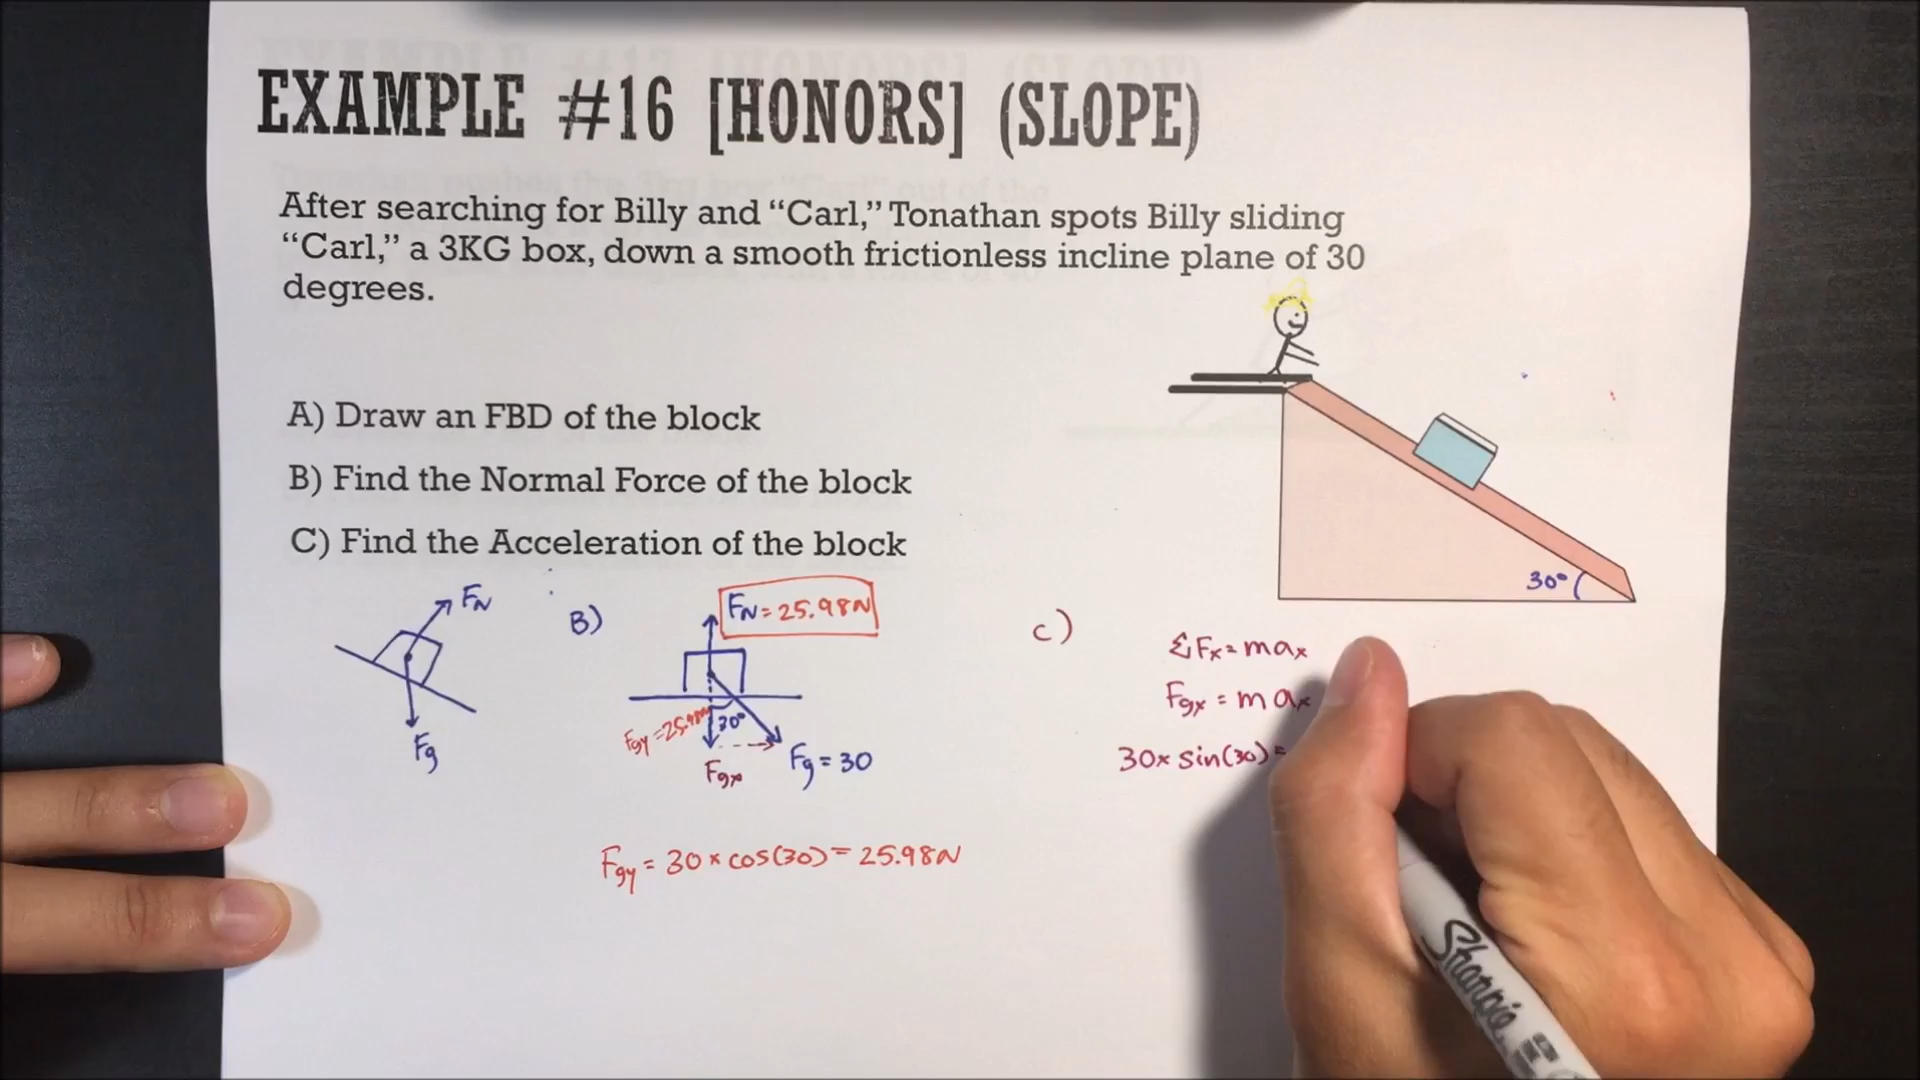 EXAMPLE #16 [HONORS] (SLOPE)
After searching for Billy and “Carl,” Tonathan spots Billy sliding
“Carl,” a 3KG box, down a smooth frictionless incline plane of 30
degrees.
A) Draw an FBD of the block
B) Find the Normal Force of the block
C) Find the Acceleration of the block
30°
FN
Fg
B)
FN = 25.98N
Fgy = 25.98N
30°
Fgx
Fg = 30
Fgy = 30 × cos(30) = 25.98N
C)
ΣFx = max
Fgx = max
30 × sin(30) =
Sharpie